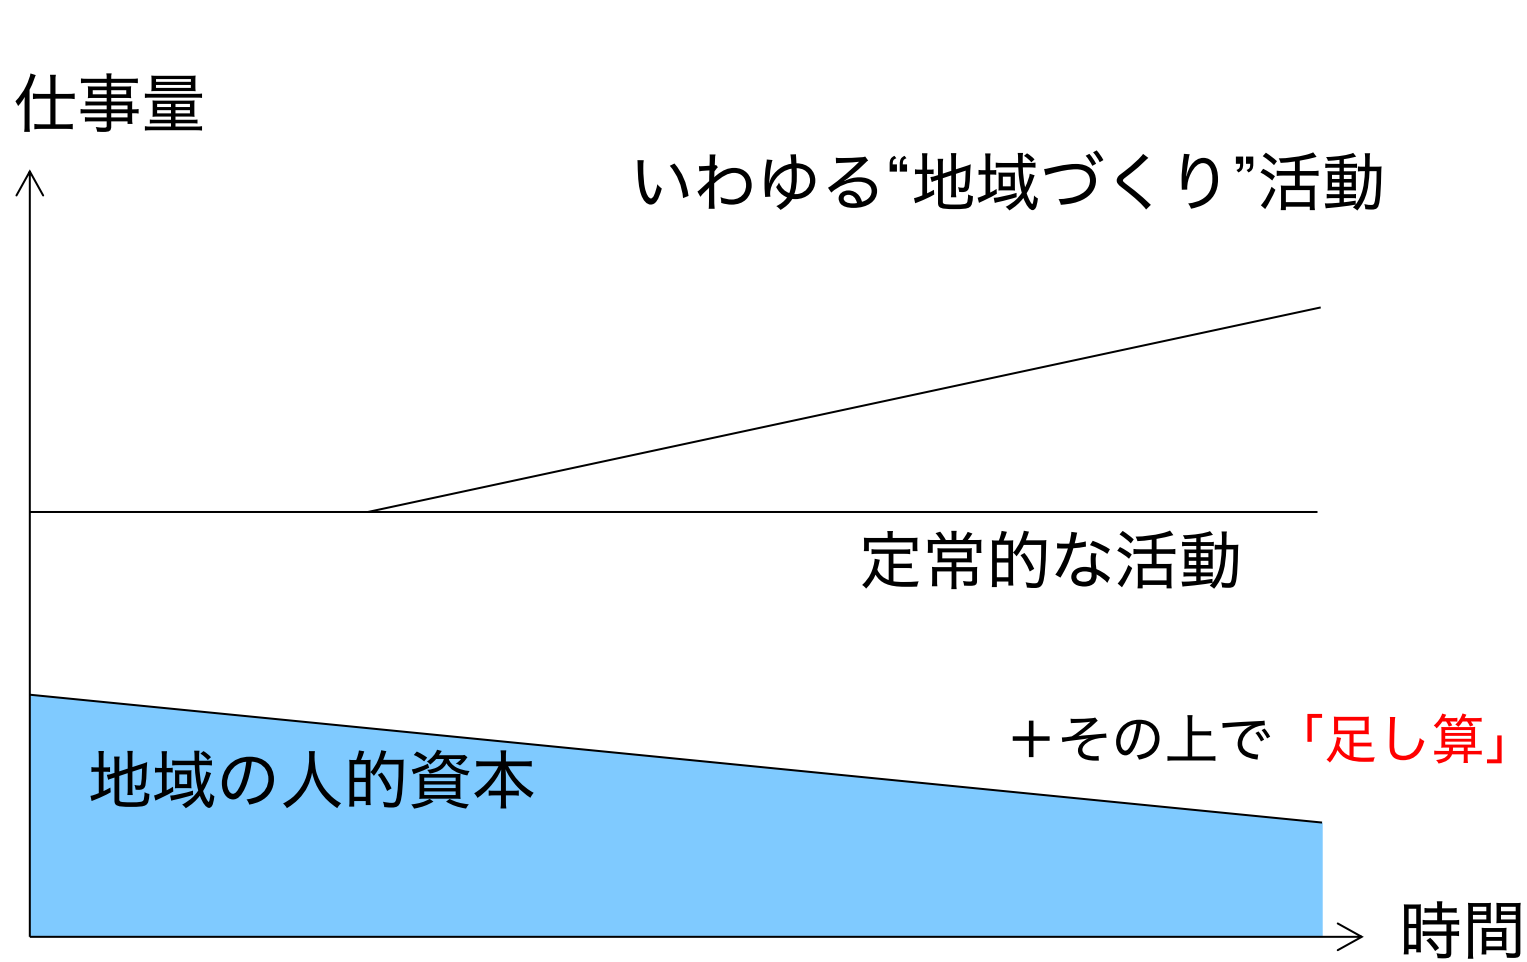 仕事量
いわゆる“地域づくり”活動
定常的な活動
＋その上で「足し算」
地域の人的資本
時間